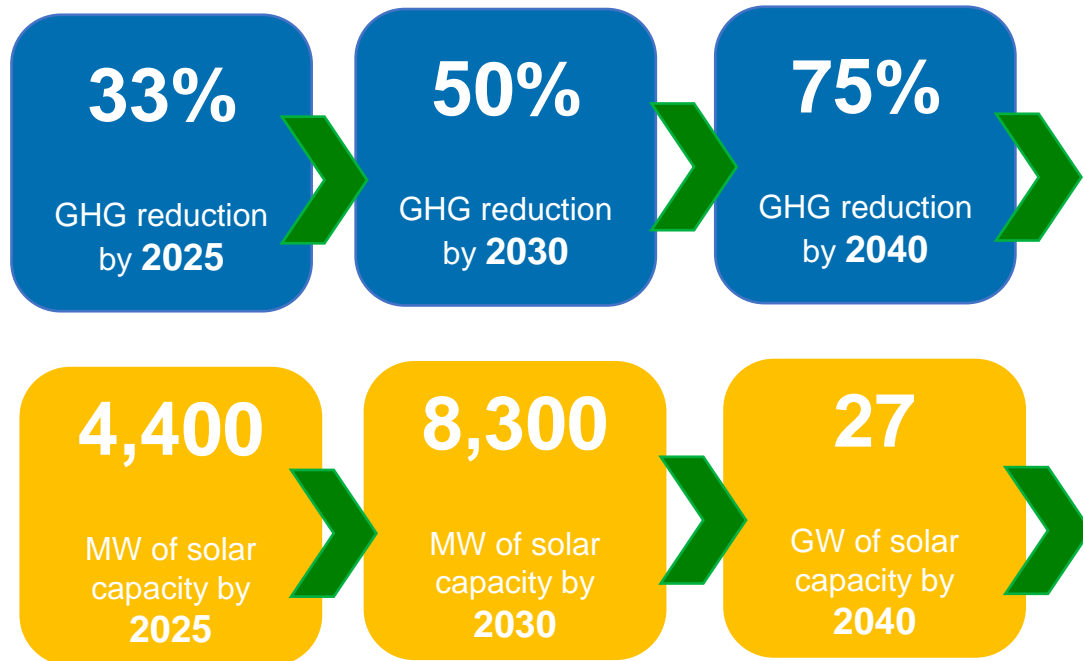 33%
GHG reduction
by 2025
50%
GHG reduction
by 2030
75%
GHG reduction
by 2040
4,400
MW of solar
capacity by
2025
8,300
MW of solar
capacity by
2030
27
GW of solar
capacity by
2040